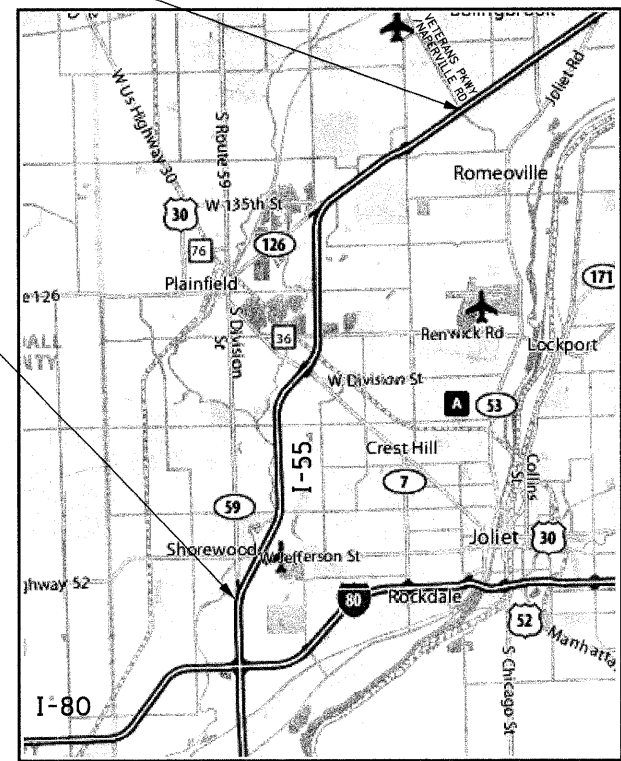 VETERANS PKWY
NAPERVILLE RD
Joliet Rd
W Us Highway 30
S Route 59
Romeoville
W 135th St
30
76
126
Plainfield
171
e 126
S Division St
36
Renwick Rd
Lockport
W Division St
A
53
Crest Hill
Collins St
I-55
7
59
Joliet
30
Shorewood
W Jefferson St
ghway 52
80
Rockdale
52
Manhatta
S Chicago St
I-80